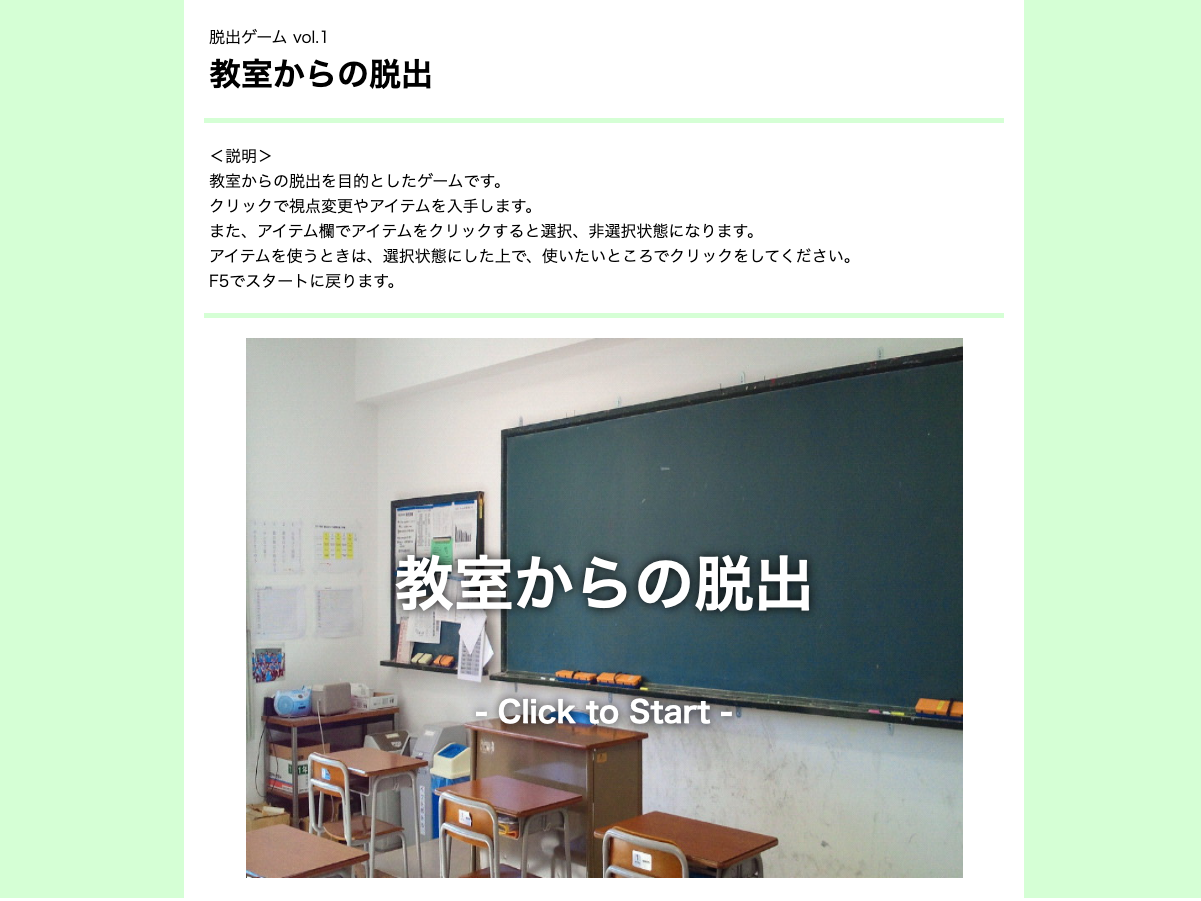 脱出ゲーム vol.1
教室からの脱出
＜説明＞
教室からの脱出を目的としたゲームです。
クリックで視点変更やアイテムを入手します。
また、アイテム欄でアイテムをクリックすると選択、非選択状態になります。
アイテムを使うときは、選択状態にした上で、使いたいところでクリックをしてください。
F5でスタートに戻ります。
教室からの脱出
- Click to Start -